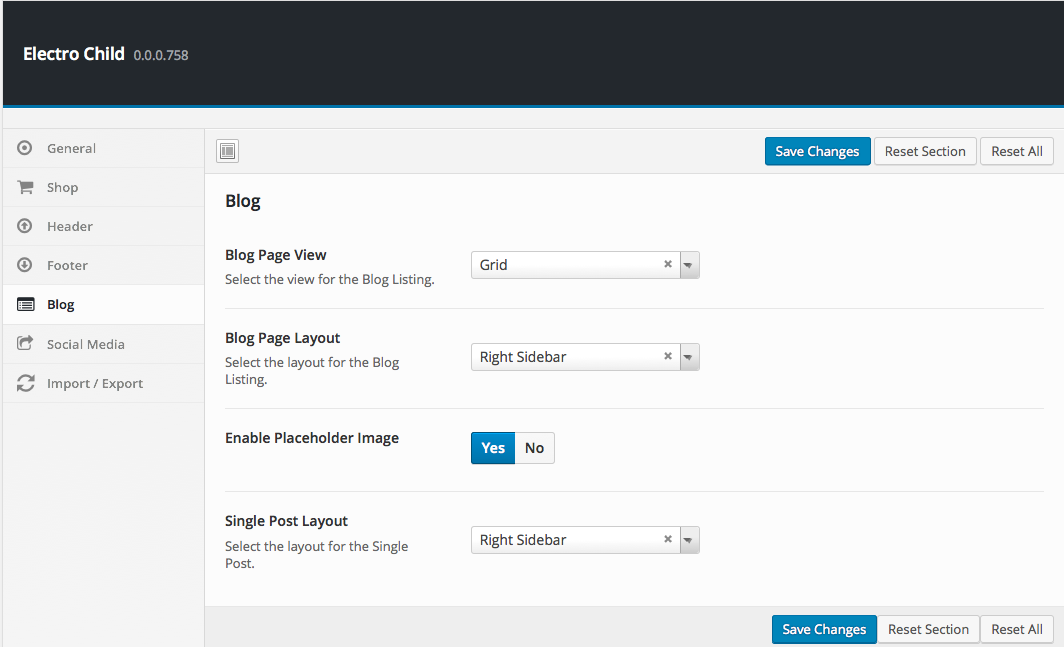 Electro Child 0.0.0.758
General
Shop
Header
Footer
Blog
Social Media
Import / Export
Save Changes Reset Section Reset All
Blog
Blog Page View
Select the view for the Blog Listing.
Grid
Blog Page Layout
Select the layout for the Blog
Listing.
Right Sidebar
Enable Placeholder Image
Yes No
Single Post Layout
Select the layout for the Single
Post.
Right Sidebar
Save Changes Reset Section Reset All